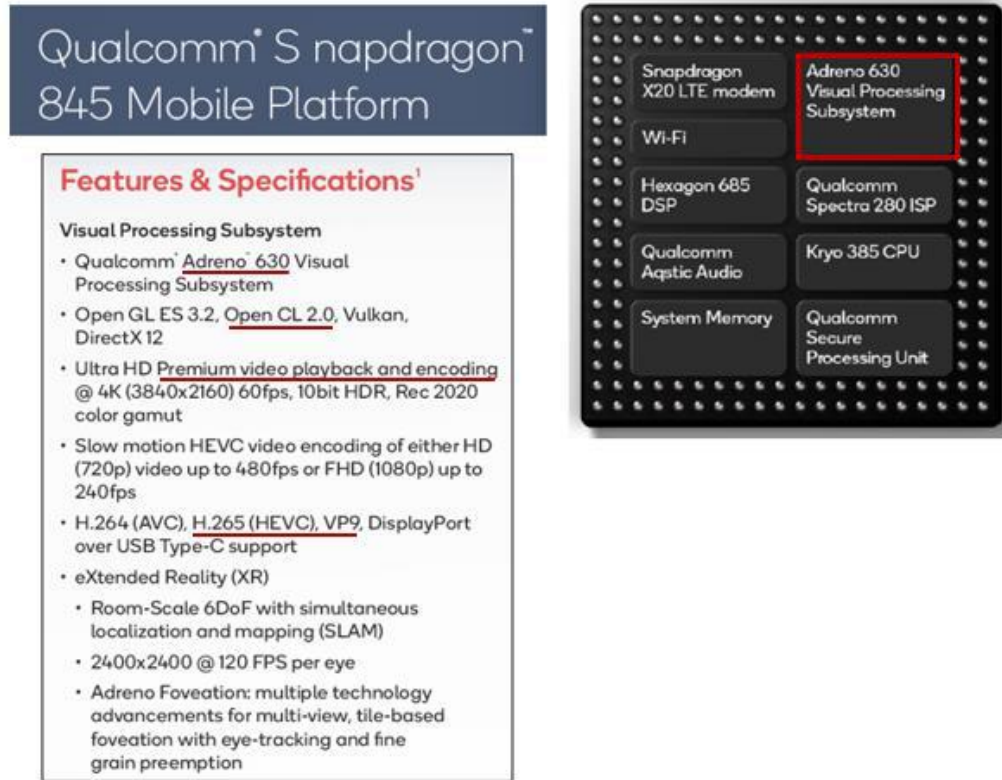 Qualcomm® S napdragon™
845 Mobile Platform
Features & Specifications¹
Visual Processing Subsystem
• Qualcomm® Adreno® 630 Visual
Processing Subsystem
• Open GL ES 3.2, Open CL 2.0, Vulkan,
DirectX 12
• Ultra HD Premium video playback and encoding
@ 4K (3840x2160) 60fps, 10bit HDR, Rec 2020
color gamut
• Slow motion HEVC video encoding of either HD
(720p) video up to 480fps or FHD (1080p) up to
240fps
• H.264 (AVC), H.265 (HEVC), VP9, DisplayPort
over USB Type-C support
• eXtended Reality (XR)
• Room-Scale 6DoF with simultaneous
localization and mapping (SLAM)
• 2400x2400 @ 120 FPS per eye
• Adreno Foveation: multiple technology
advancements for multi-view, tile-based
foveation with eye-tracking and fine
grain preemption
Snapdragon
X20 LTE modem
Adreno 630
Visual Processing
Subsystem
Wi-Fi
Hexagon 685
DSP
Qualcomm
Spectra 280 ISP
Qualcomm
Aqstic Audio
Kryo 385 CPU
System Memory
Qualcomm
Secure
Processing Unit